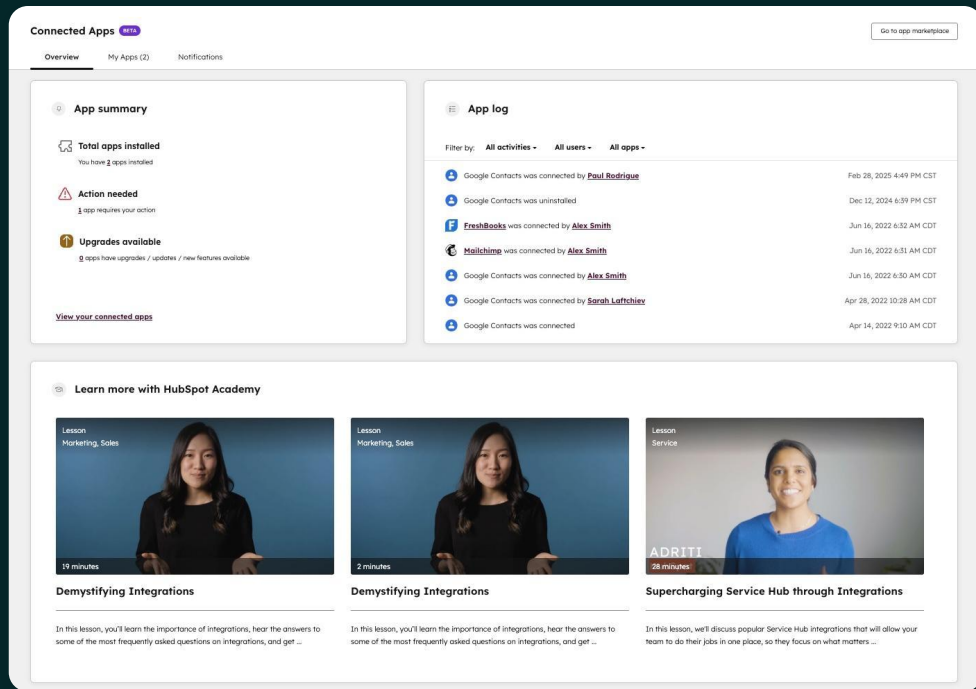 Connected Apps BETA
Go to app marketplace
Overview My Apps (2) Notifications
App summary
Total apps installed
You have 2 apps installed
Action needed
1 app requires your action
Upgrades available
0 apps have upgrades / updates / new features available
View your connected apps
App log
Filter by: All activities All users All apps
Google Contacts was connected by Paul Rodrigue Feb 28, 2025 4:49 PM CST
Google Contacts was uninstalled Dec 12, 2024 6:39 PM CST
FreshBooks was connected by Alex Smith Jun 16, 2022 6:32 AM CDT
Mailchimp was connected by Alex Smith Jun 16, 2022 6:31 AM CDT
Google Contacts was connected by Alex Smith Jun 16, 2022 6:30 AM CDT
Google Contacts was connected by Sarah Laftchiev Apr 28, 2022 10:28 AM CDT
Google Contacts was connected Apr 14, 2022 9:10 AM CDT
Learn more with HubSpot Academy
Lesson
Marketing, Sales
19 minutes
Demystifying Integrations
In this lesson, you'll learn the importance of integrations, hear the answers to
some of the most frequently asked questions on integrations, and get ...
Lesson
Marketing, Sales
2 minutes
Demystifying Integrations
In this lesson, you'll learn the importance of integrations, hear the answers to
some of the most frequently asked questions on integrations, and get ...
Lesson
Service
ADRITI
28 minutes
Supercharging Service Hub through Integrations
In this lesson, we'll discuss popular Service Hub integrations that will allow your
team to do their jobs in one place, so they focus on what matters ...